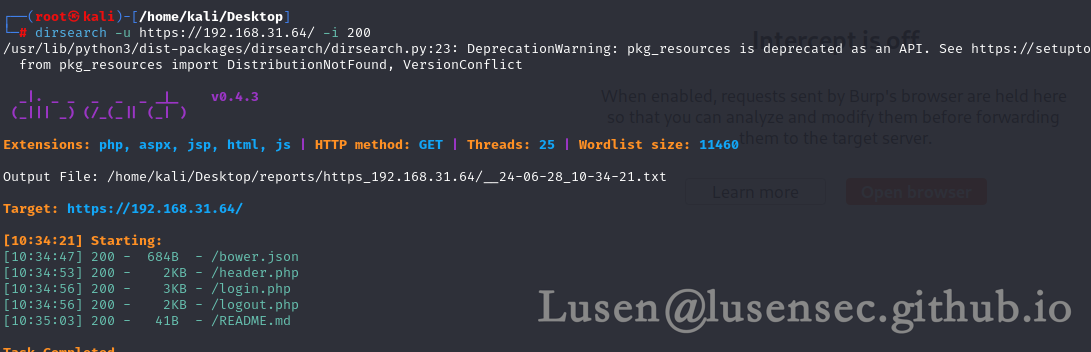 ┌──(root㉿kali)-[/home/kali/Desktop]
└─# dirsearch -u https://192.168.31.64/ -i 200
/usr/lib/python3/dist-packages/dirsearch/dirsearch.py:23: DeprecationWarning: pkg_resources is deprecated as an API. See https://setupto
from pkg_resources import DistributionNotFound, VersionConflict
Intercept is off
v0.4.3
When enabled, requests sent by Burp's browser are held here
so that you can analyze and modify them before forwarding
them to the target server.
Extensions: php, aspx, jsp, html, js | HTTP method: GET | Threads: 25 | Wordlist size: 11460
Output File: /home/kali/Desktop/reports/https_192.168.31.64/__24-06-28_10-34-21.txt
Learn more
Open browser
Target: https://192.168.31.64/
[10:34:21] Starting:
[10:34:47] 200 -  684B  - /bower.json
[10:34:53] 200 -    2KB - /header.php
[10:34:56] 200 -    3KB - /login.php
[10:34:56] 200 -    2KB - /logout.php
[10:35:03] 200 -   41B  - /README.md
Lusen@lusensec.github.io
Task Completed